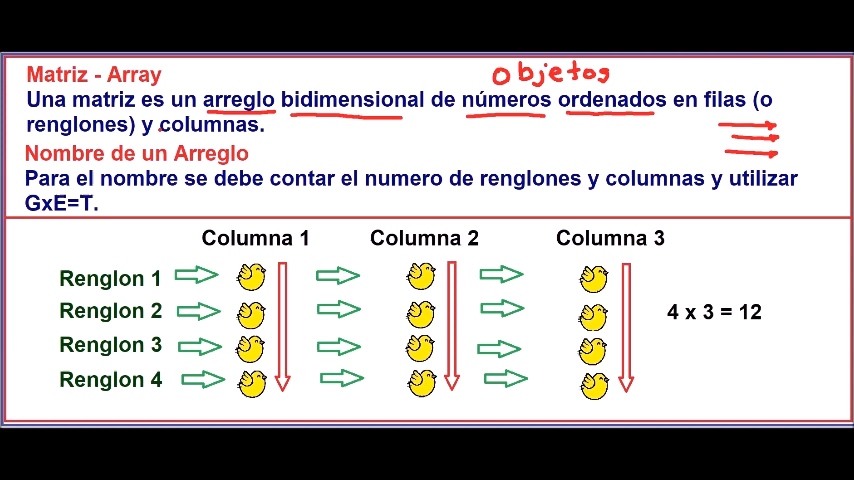 Matriz - Array
objetos
Una matriz es un arreglo bidimensional de números ordenados en filas (o
renglones) y columnas.
Nombre de un Arreglo
Para el nombre se debe contar el numero de renglones y columnas y utilizar
GxE=T.
Columna 1 Columna 2 Columna 3
Renglon 1
Renglon 2 4 x 3 = 12
Renglon 3
Renglon 4